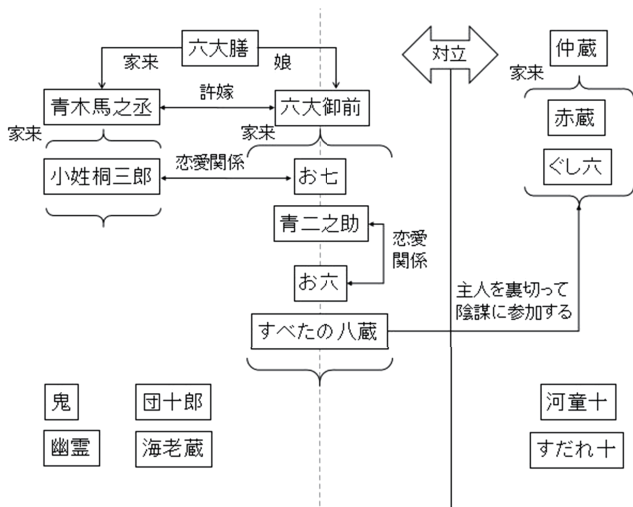 六大膳
対立
仲蔵
家来
娘
家来
青木馬之丞
許嫁
六大御前
赤蔵
家来
家来
小姓桐三郎
恋愛関係
お七
ぐし六
青二之助
恋愛
関係
お六
主人を裏切って
陰謀に参加する
すべたの八蔵
鬼
団十郎
河童十
幽霊
海老蔵
すだれ十